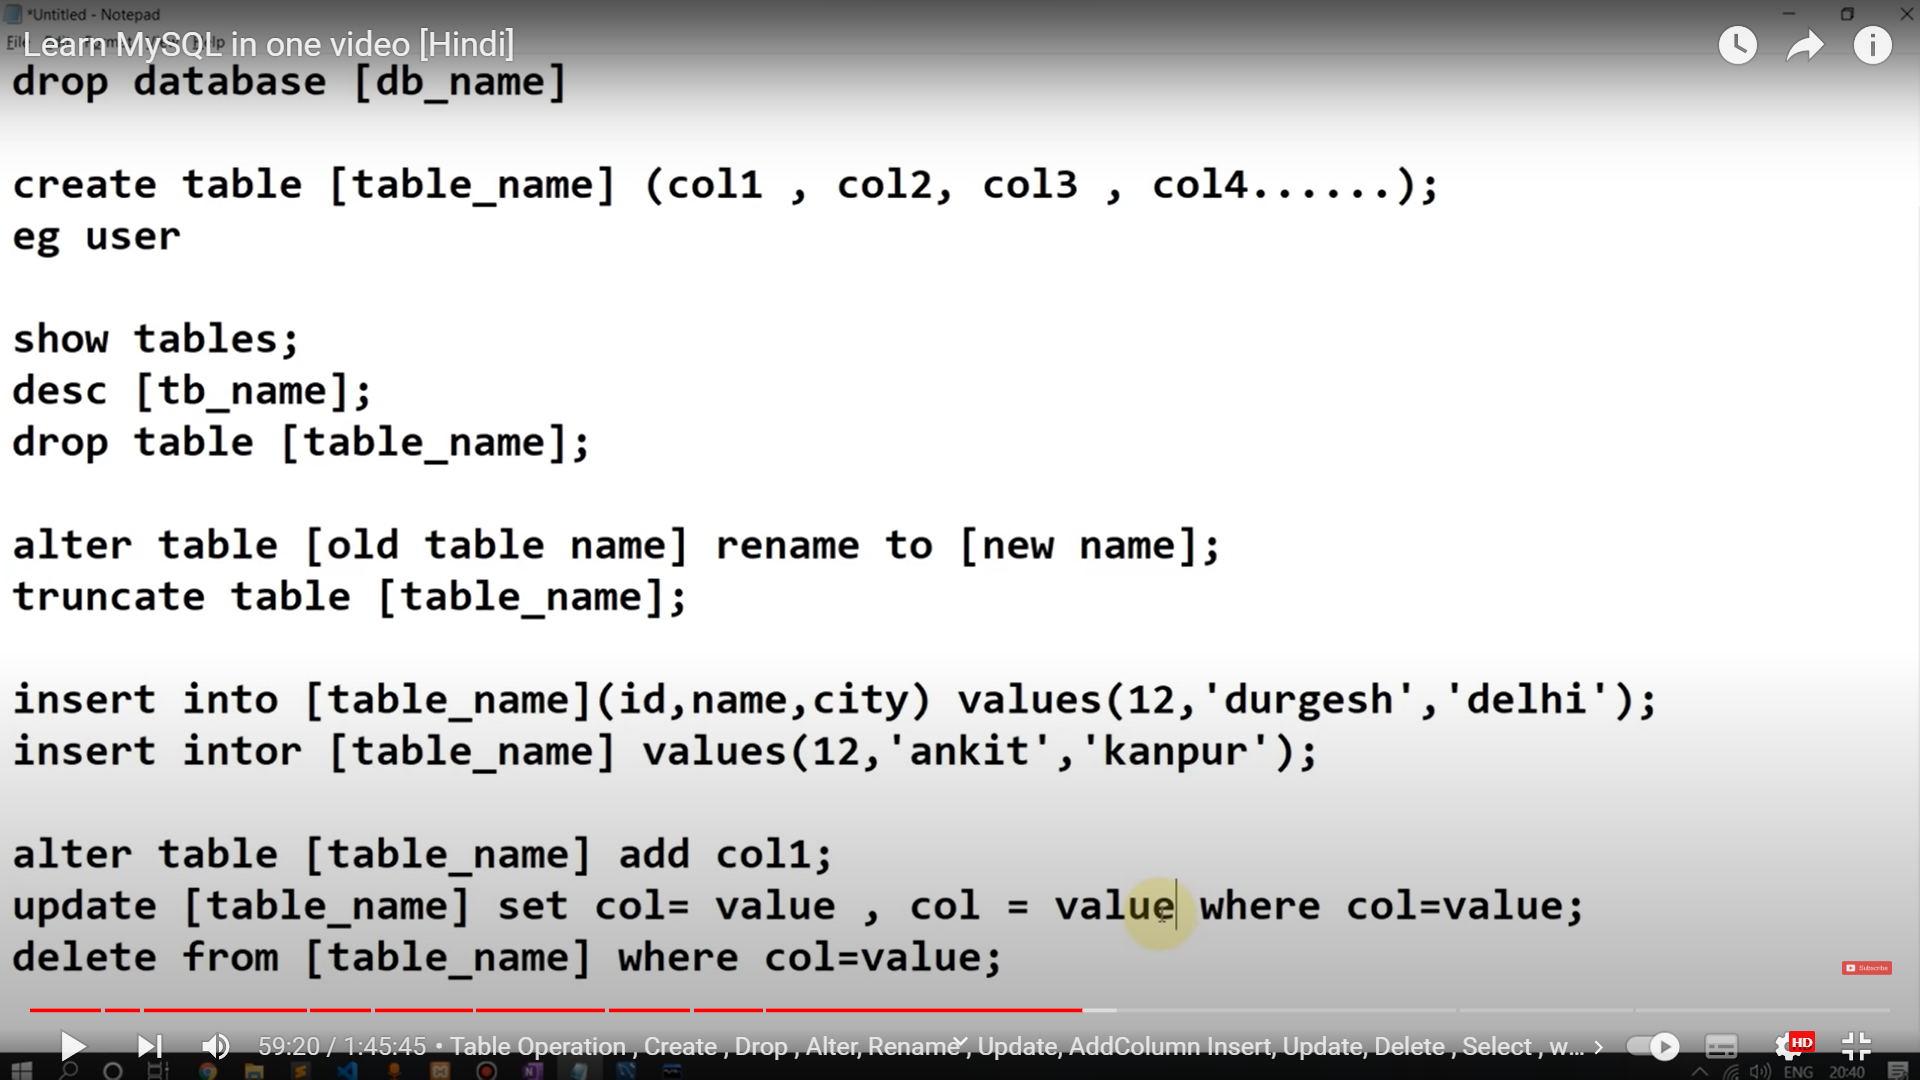 *Untitled - Notepad
Learn MySQL in one video [Hindi]
drop database [db_name]
create table [table_name] (col1 , col2, col3 , col4......);
eg user
show tables;
desc [tb_name];
drop table [table_name];
alter table [old table name] rename to [new name];
truncate table [table_name];
insert into [table_name](id,name,city) values(12,'durgesh','delhi');
insert intor [table_name] values(12,'ankit','kanpur');
alter table [table_name] add col1;
update [table_name] set col= value , col = value where col=value;
delete from [table_name] where col=value;
Subscribe
59:20 / 1:45:45 • Table Operation , Create , Drop , Alter, Rename , Update, AddColumn Insert, Update, Delete , Select , w...
HD
ENG 20:40